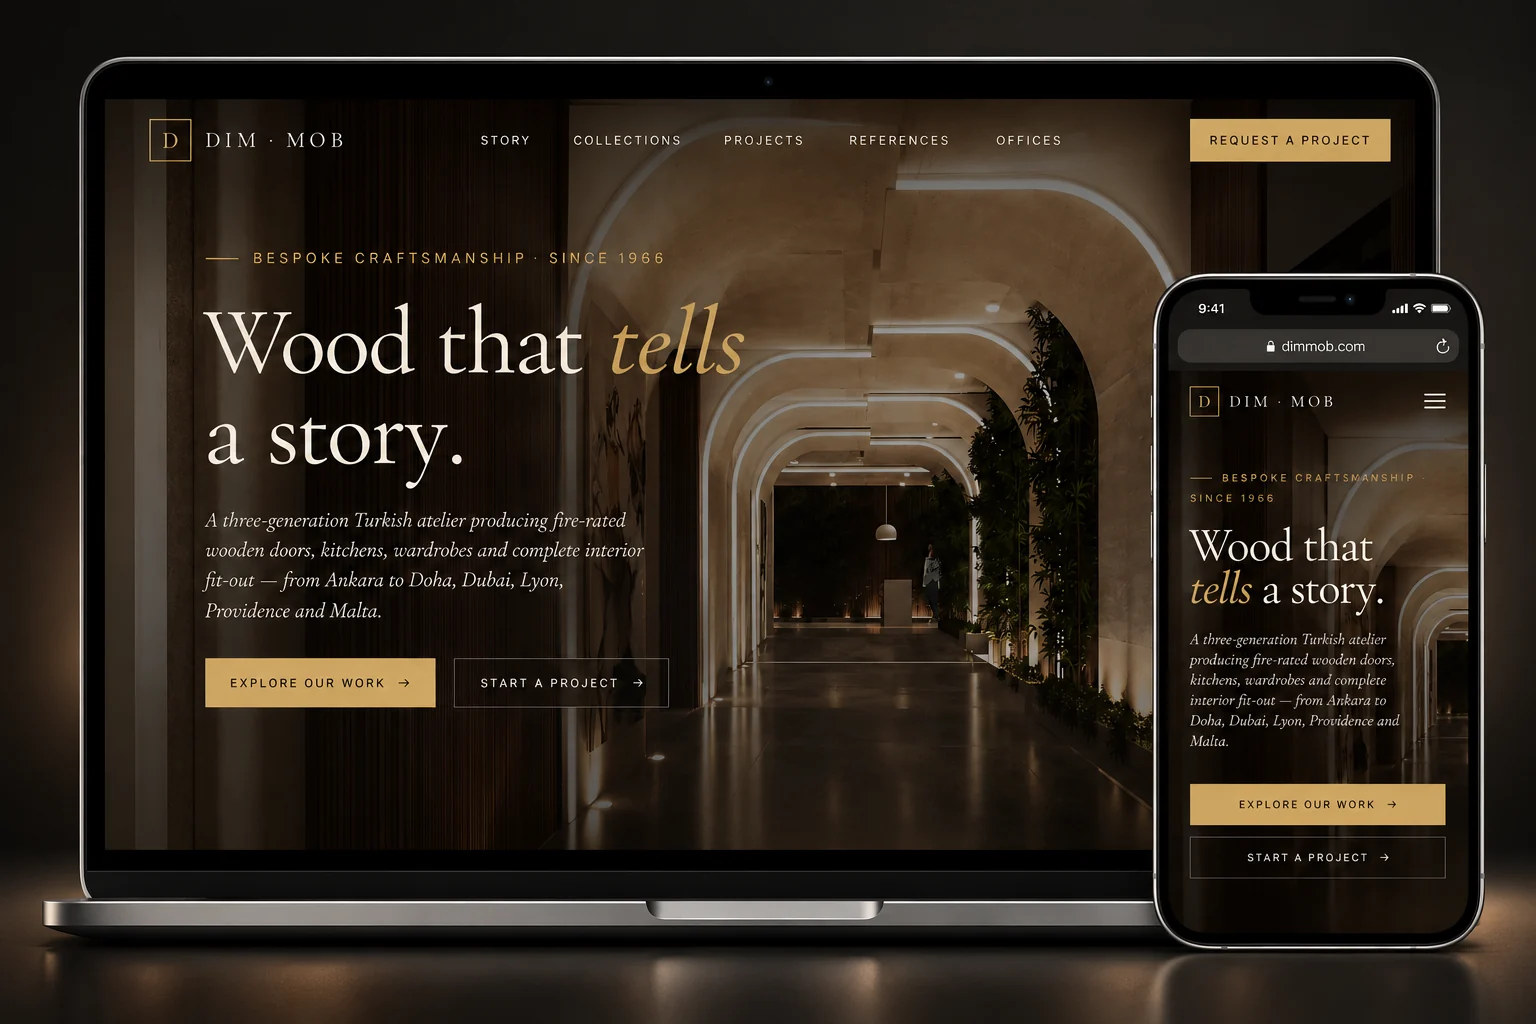 D DIM · MOB
STORY COLLECTIONS PROJECTS REFERENCES OFFICES
REQUEST A PROJECT
— BESPOKE CRAFTSMANSHIP · SINCE 1966
Wood that tells
a story.
A three-generation Turkish atelier producing fire-rated
wooden doors, kitchens, wardrobes and complete interior
fit-out — from Ankara to Doha, Dubai, Lyon,
Providence and Malta.
EXPLORE OUR WORK →
START A PROJECT →
9:41
dimmob.com
D DIM · MOB
— BESPOKE CRAFTSMANSHIP ·
SINCE 1966
Wood that
tells a story.
A three-generation Turkish atelier
producing fire-rated wooden doors,
kitchens, wardrobes and complete
interior fit-out — from Ankara to
Doha, Dubai, Lyon, Providence and
Malta.
EXPLORE OUR WORK →
START A PROJECT →